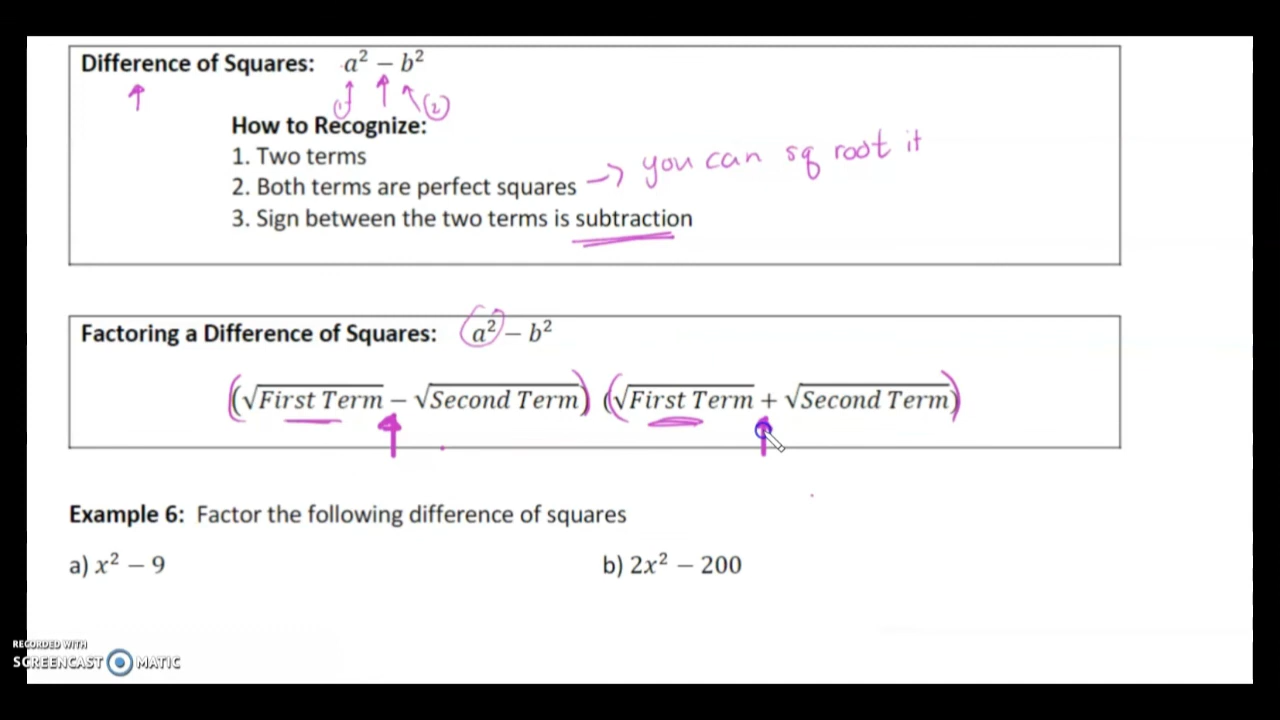 Difference of Squares: a² − b²
(1) (2)
How to Recognize:
1. Two terms
2. Both terms are perfect squares → you can sq root it
3. Sign between the two terms is subtraction
Factoring a Difference of Squares: a² − b²
(√First Term − √Second Term) (√First Term + √Second Term)
Example 6: Factor the following difference of squares
a) x² − 9 b) 2x² − 200
RECORDED WITH
SCREENCAST MATIC